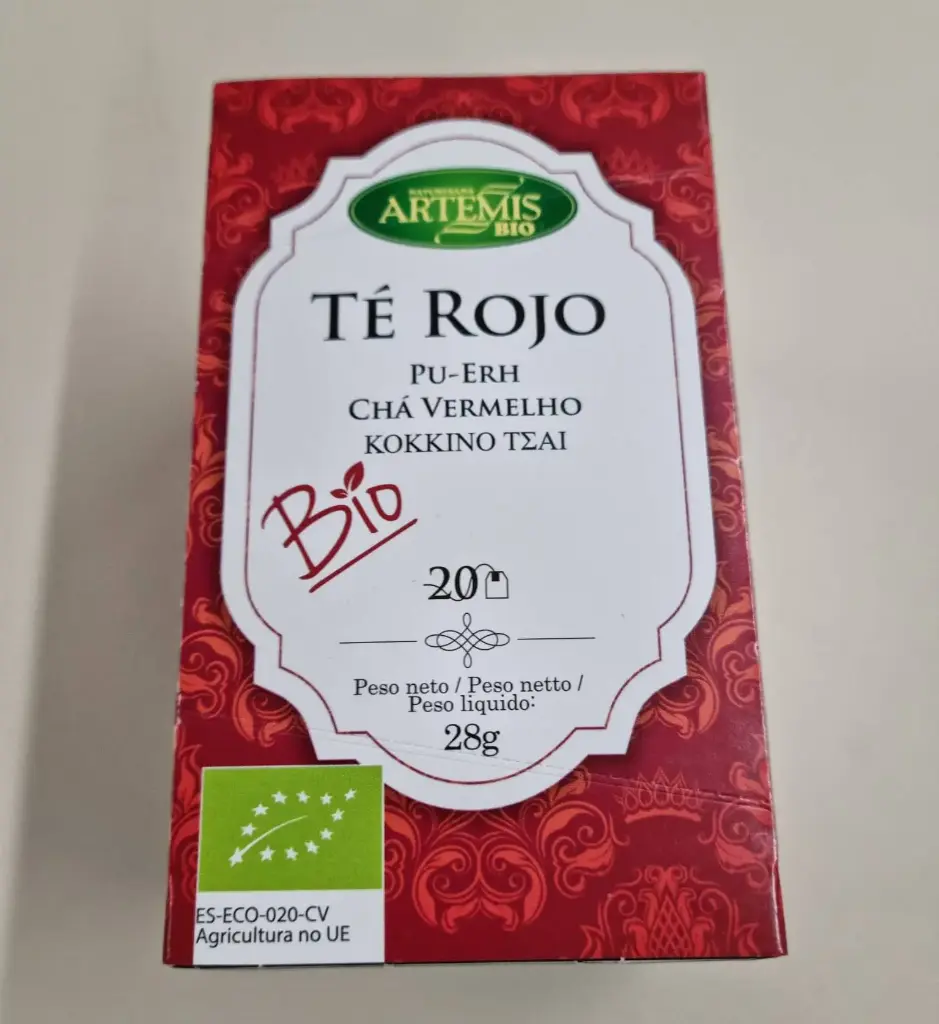 NATURISSIMA
ARTEMIS
BIO
TÉ ROJO
PU-ERH
CHÁ VERMELHO
ΚΟΚΚΙΝΟ ΤΣΑΙ
Bio
20
Peso neto / Peso netto /
Peso liquido:
28g
ES-ECO-020-CV
Agricultura no UE